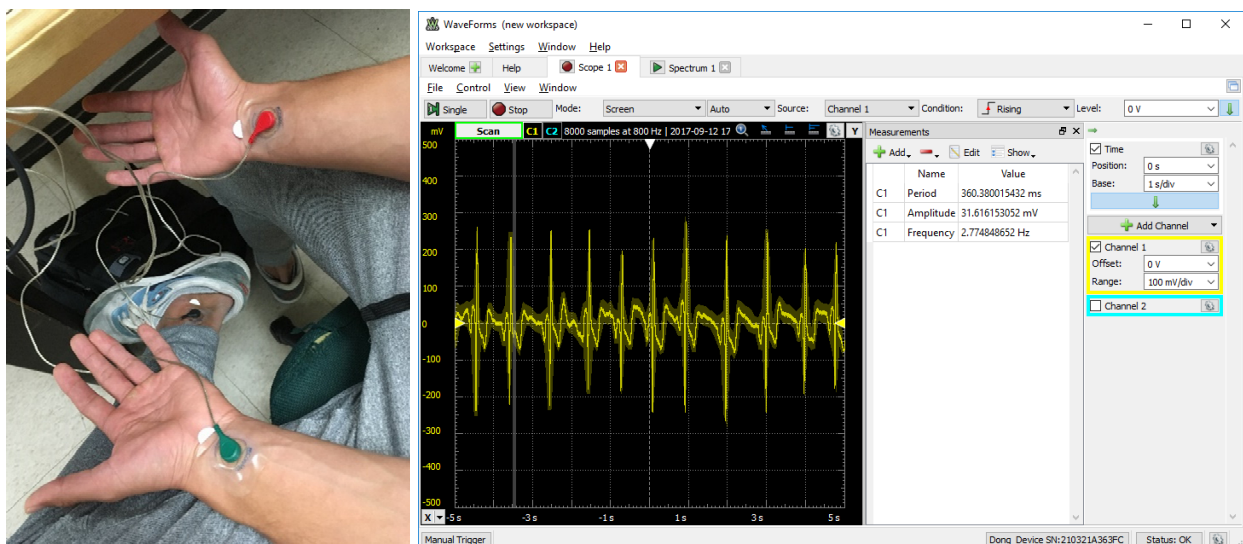 WaveForms (new workspace)
Workspace Settings Window Help
Welcome Help Scope 1 Spectrum 1
File Control View Window
Single Stop Mode: Screen Auto Source: Channel 1 Condition: Rising Level: 0 V
mV Scan C1 C2 8000 samples at 800 Hz | 2017-09-12 17 Y
500
400
300
200
100
0
-100
-200
-300
-400
-500
X -5 s -3 s -1 s 1 s 3 s 5 s
Measurements
Add Edit Show
Name Value
C1 Period 360.380015432 ms
C1 Amplitude 31.616153052 mV
C1 Frequency 2.774848652 Hz
Time
Position: 0 s
Base: 1 s/div
Add Channel
Channel 1
Offset: 0 V
Range: 100 mV/div
Channel 2
Manual Trigger Dong Device SN:210321A363FC Status: OK